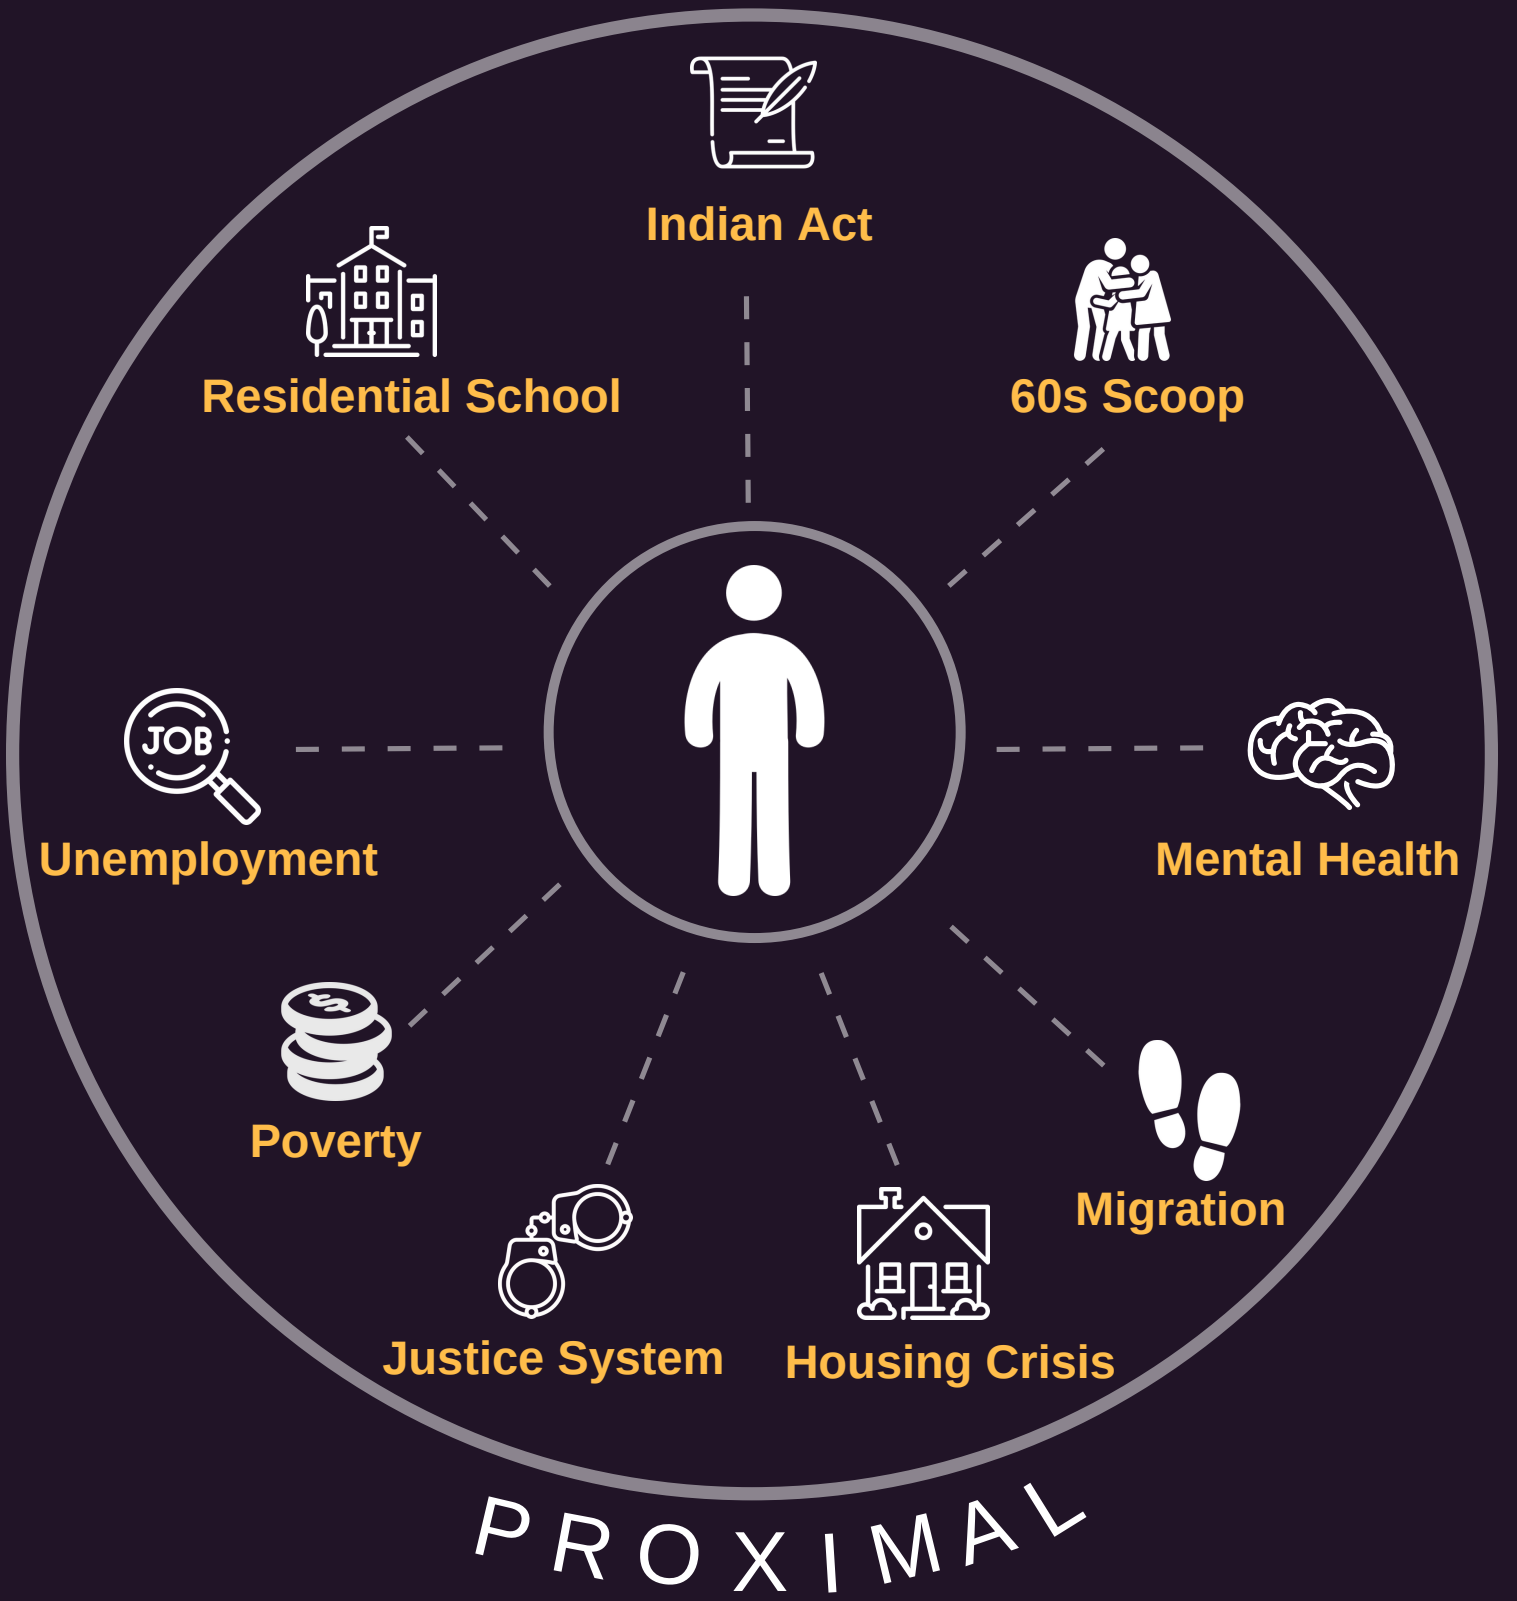 Indian Act
Residential School
60s Scoop
JOB
Unemployment
Mental Health
$
Poverty
Migration
Justice System
Housing Crisis
PROXIMAL